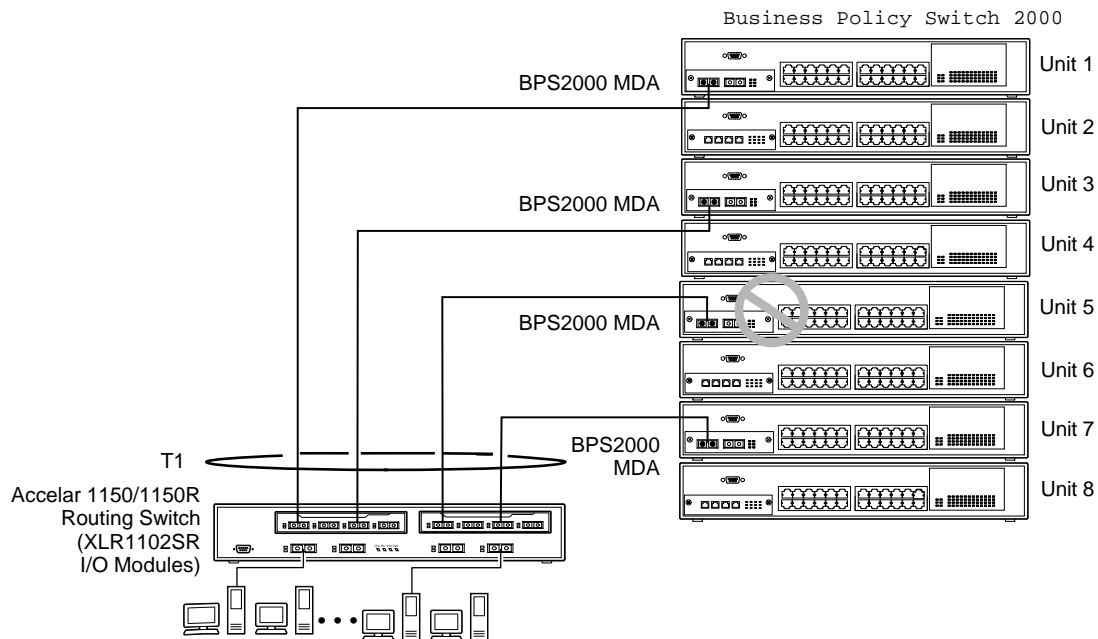 Business Policy Switch 2000
Unit 1
BPS2000 MDA
Unit 2
Unit 3
BPS2000 MDA
Unit 4
Unit 5
BPS2000 MDA
Unit 6
Unit 7
BPS2000
MDA
T1
Unit 8
Accelar 1150/1150R
Routing Switch
(XLR1102SR
I/O Modules)